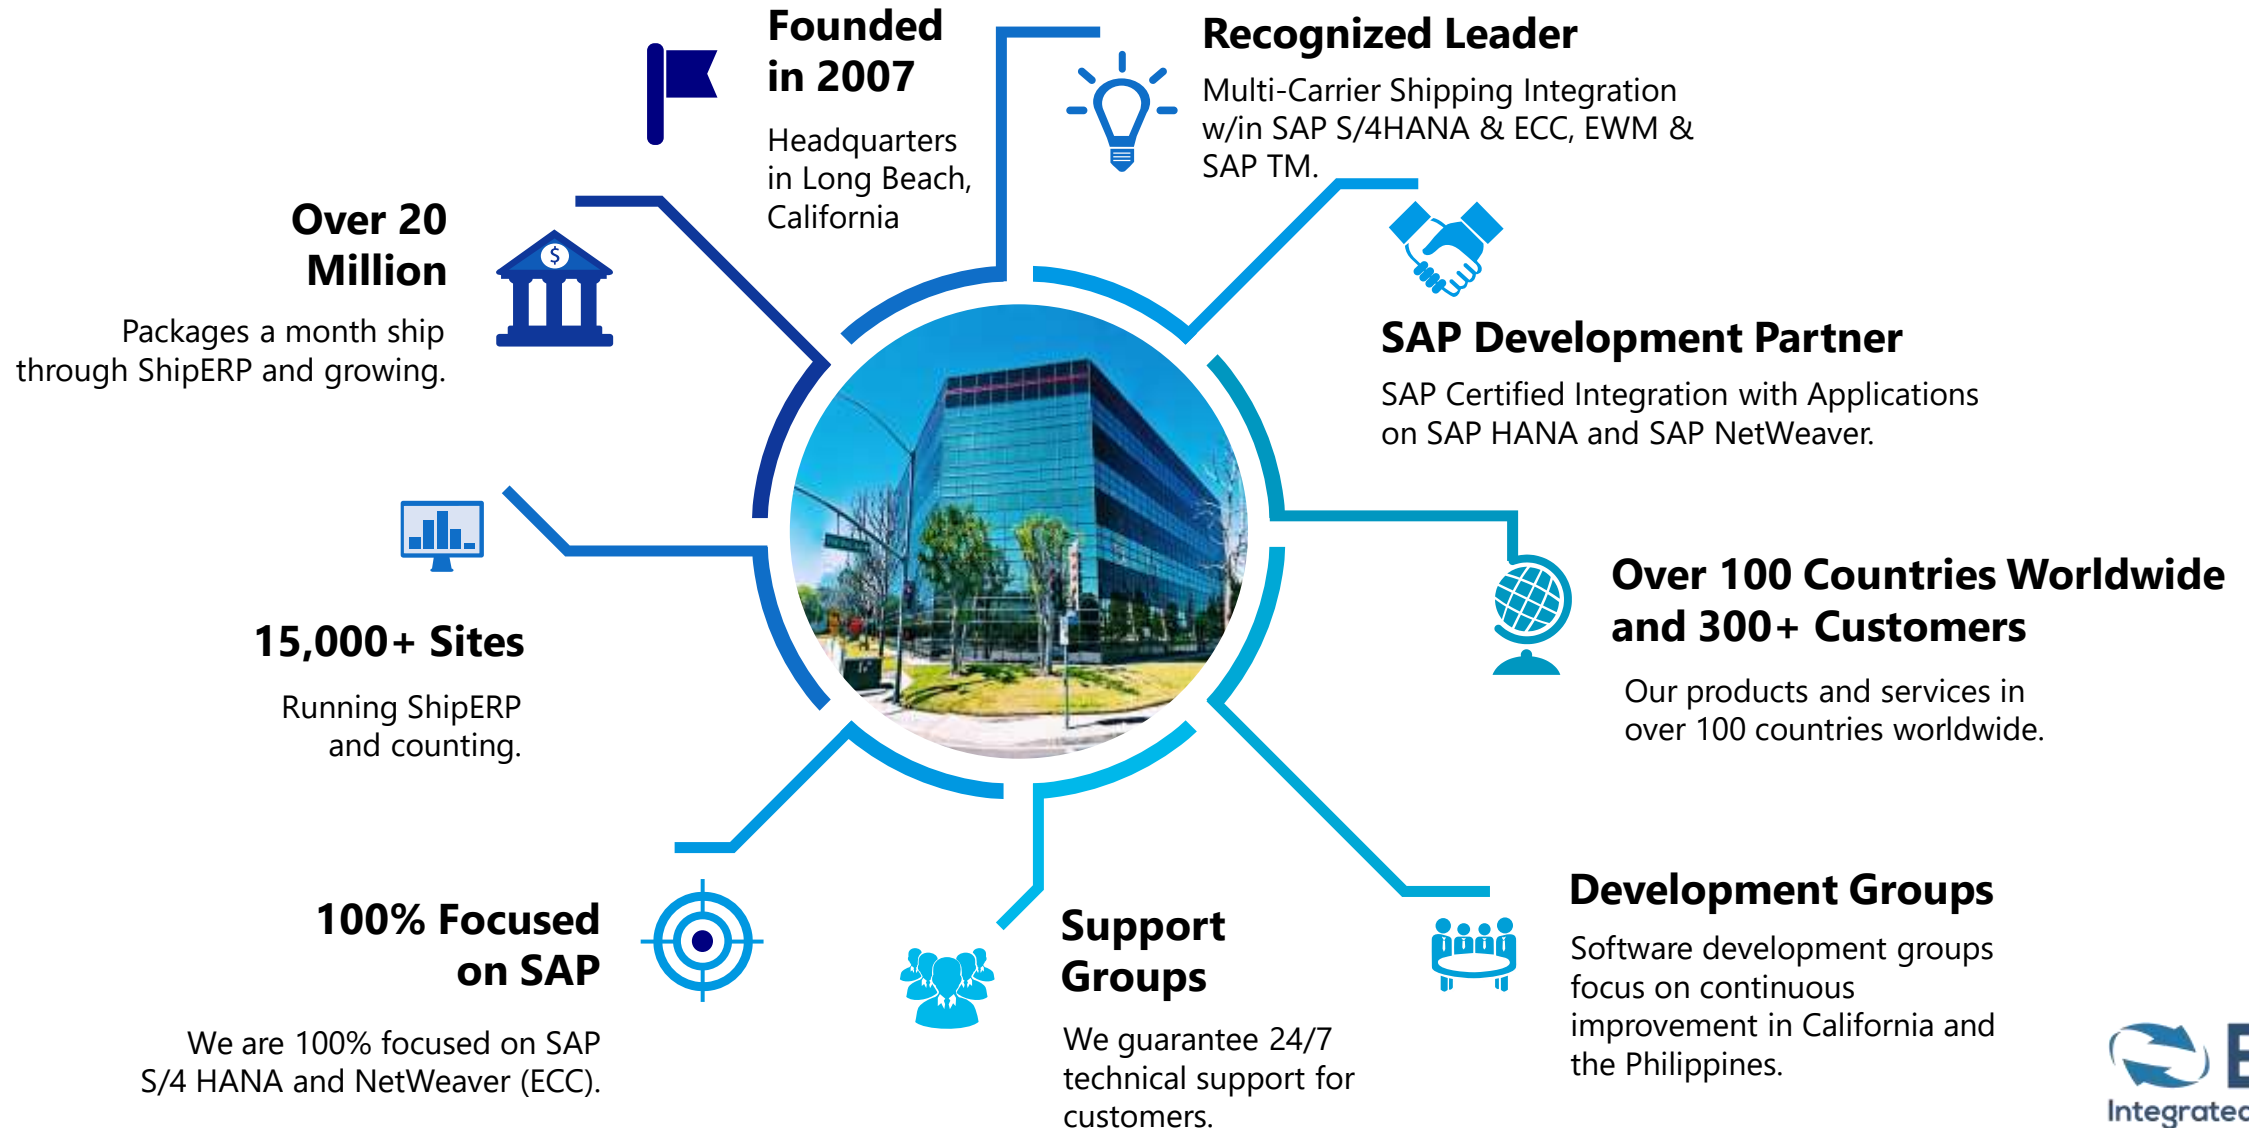 Founded
in 2007
Headquarters
in Long Beach,
California
Recognized Leader
Multi-Carrier Shipping Integration
w/in SAP S/4HANA & ECC, EWM &
SAP TM.
Over 20
Million
Packages a month ship
through ShipERP and growing.
SAP Development Partner
SAP Certified Integration with Applications
on SAP HANA and SAP NetWeaver.
15,000+ Sites
Running ShipERP
and counting.
Over 100 Countries Worldwide
and 300+ Customers
Our products and services in
over 100 countries worldwide.
100% Focused
on SAP
We are 100% focused on SAP
S/4 HANA and NetWeaver (ECC).
Support
Groups
We guarantee 24/7
technical support for
customers.
Development Groups
Software development groups
focus on continuous
improvement in California and
the Philippines.
$